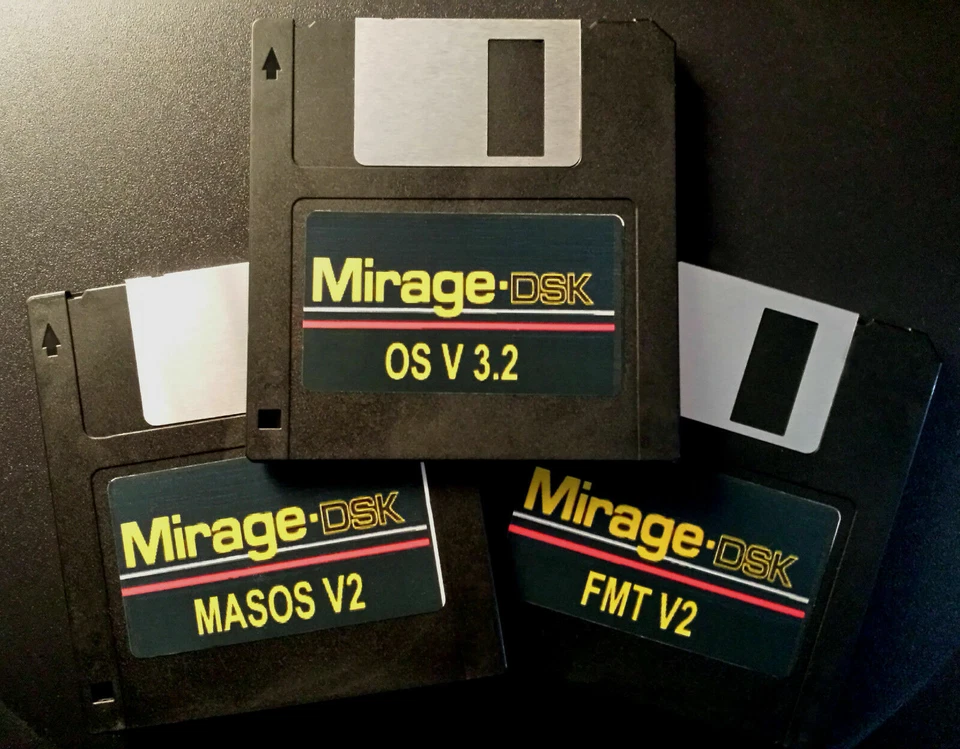 Mirage·DSK
OS V 3.2
Mirage·DSK
MASOS V2
Mirage·DSK
FMT V2